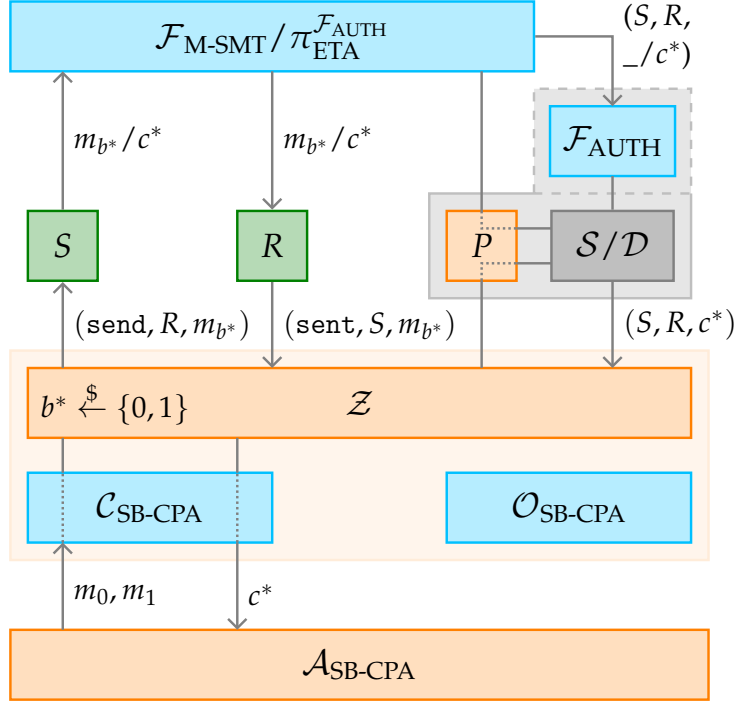 (S, R,
_/c*)
𝓕_M-SMT/π_ETA^𝓕_AUTH
𝓕_AUTH
m_b*/c*
m_b*/c*
S
R
P
𝓢/𝓓
(send, R, m_b*)
(sent, S, m_b*)
(S, R, c*)
b* ←$ {0, 1}
𝓩
𝓒_SB-CPA
𝓞_SB-CPA
m_0, m_1
c*
𝓐_SB-CPA